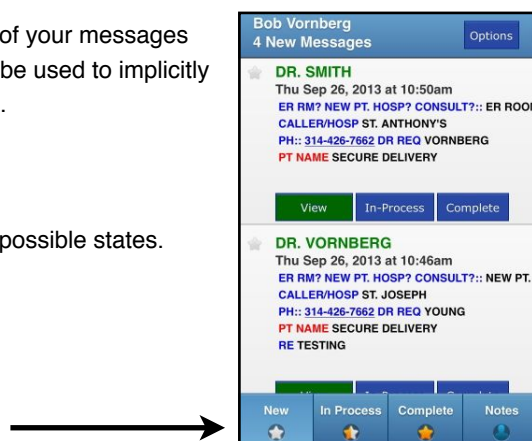 of your messages
be used to implicitly
.
possible states.
Bob Vornberg
4 New Messages
Options
DR. SMITH
Thu Sep 26, 2013 at 10:50am
ER RM? NEW PT. HOSP? CONSULT?:: ER ROO
CALLER/HOSP ST. ANTHONY'S
PH:: 314-426-7662 DR REQ VORNBERG
PT NAME SECURE DELIVERY
View In-Process Complete
DR. VORNBERG
Thu Sep 26, 2013 at 10:46am
ER RM? NEW PT. HOSP? CONSULT?:: NEW PT.
CALLER/HOSP ST. JOSEPH
PH:: 314-426-7662 DR REQ YOUNG
PT NAME SECURE DELIVERY
RE TESTING
New In Process Complete Notes